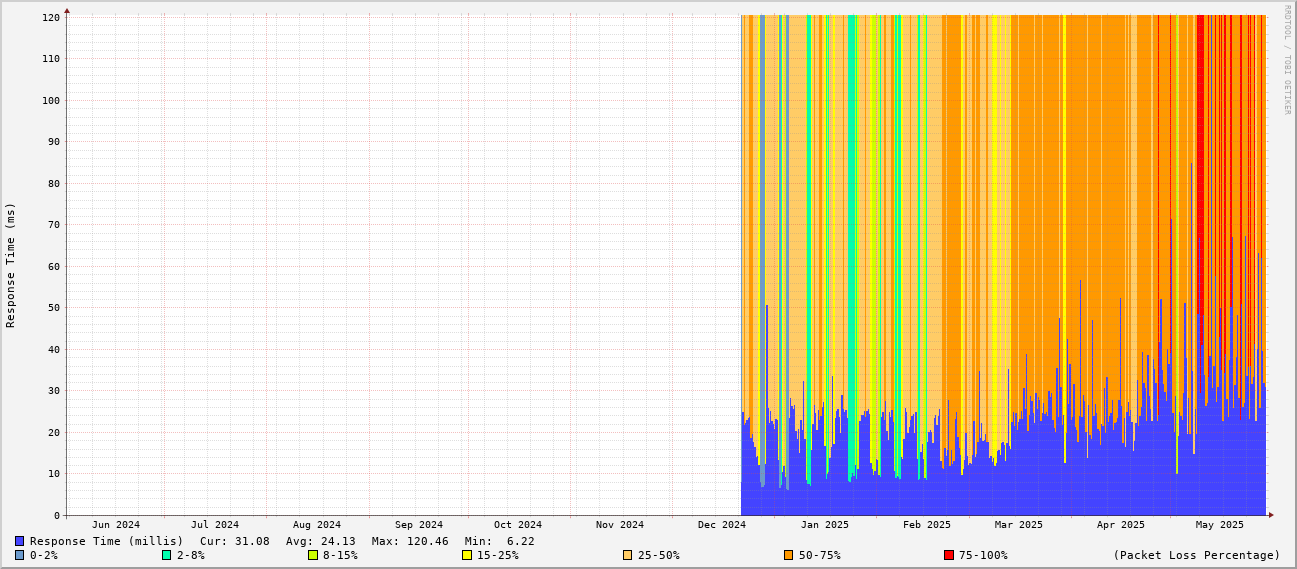 RRDTOOL / TOBI OETIKER
Response Time (ms)
120
110
100
90
80
70
60
50
40
30
20
10
0
Jun 2024 Jul 2024 Aug 2024 Sep 2024 Oct 2024 Nov 2024 Dec 2024 Jan 2025 Feb 2025 Mar 2025 Apr 2025 May 2025
Response Time (millis) Cur: 31.08 Avg: 24.13 Max: 120.46 Min: 6.22
0-2% 2-8% 8-15% 15-25% 25-50% 50-75% 75-100% (Packet Loss Percentage)